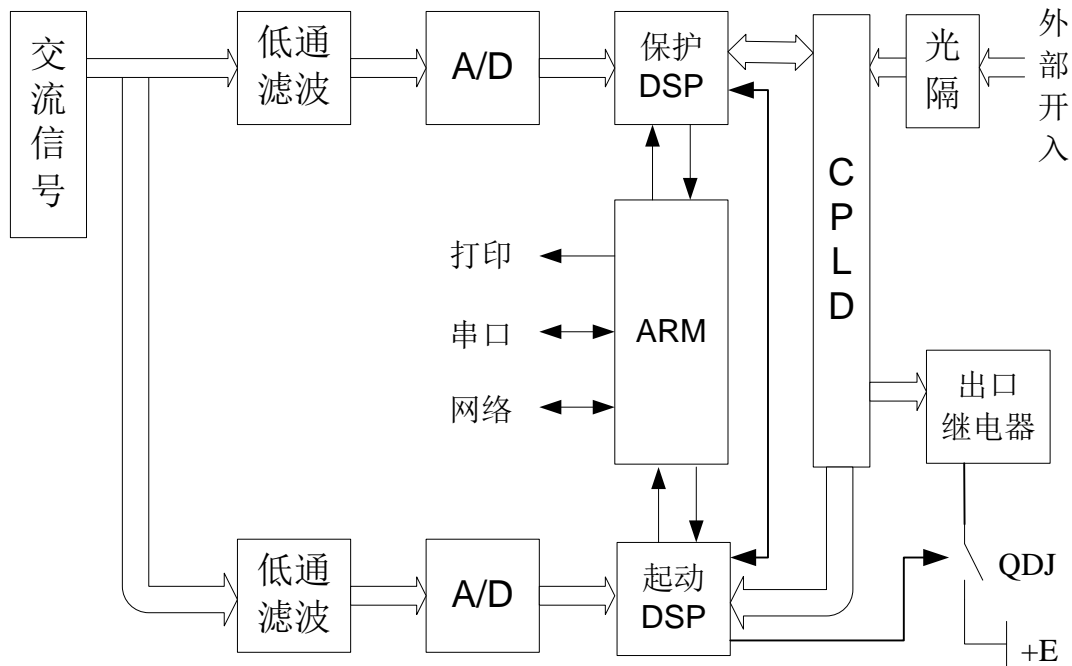 交流信号
低通
滤波
A/D
保护
DSP
CPLD
光隔
外部开入
打印
串口
网络
ARM
出口
继电器
低通
滤波
A/D
起动
DSP
QDJ
+E